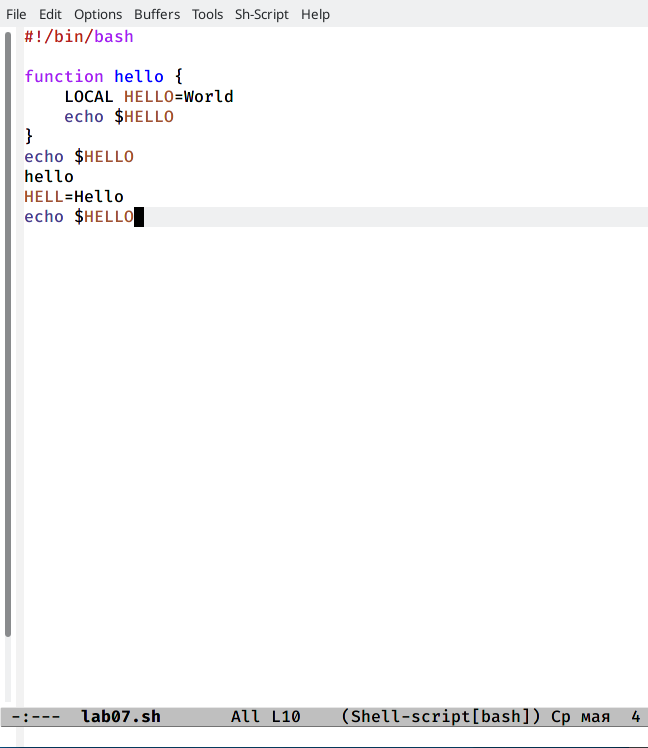 File Edit Options Buffers Tools Sh-Script Help
#!/bin/bash
function hello {
LOCAL HELLO=World
echo $HELLO
}
echo $HELLO
hello
HELL=Hello
echo $HELLO
-:--- lab07.sh All L10 (Shell-script[bash]) Ср мая 4